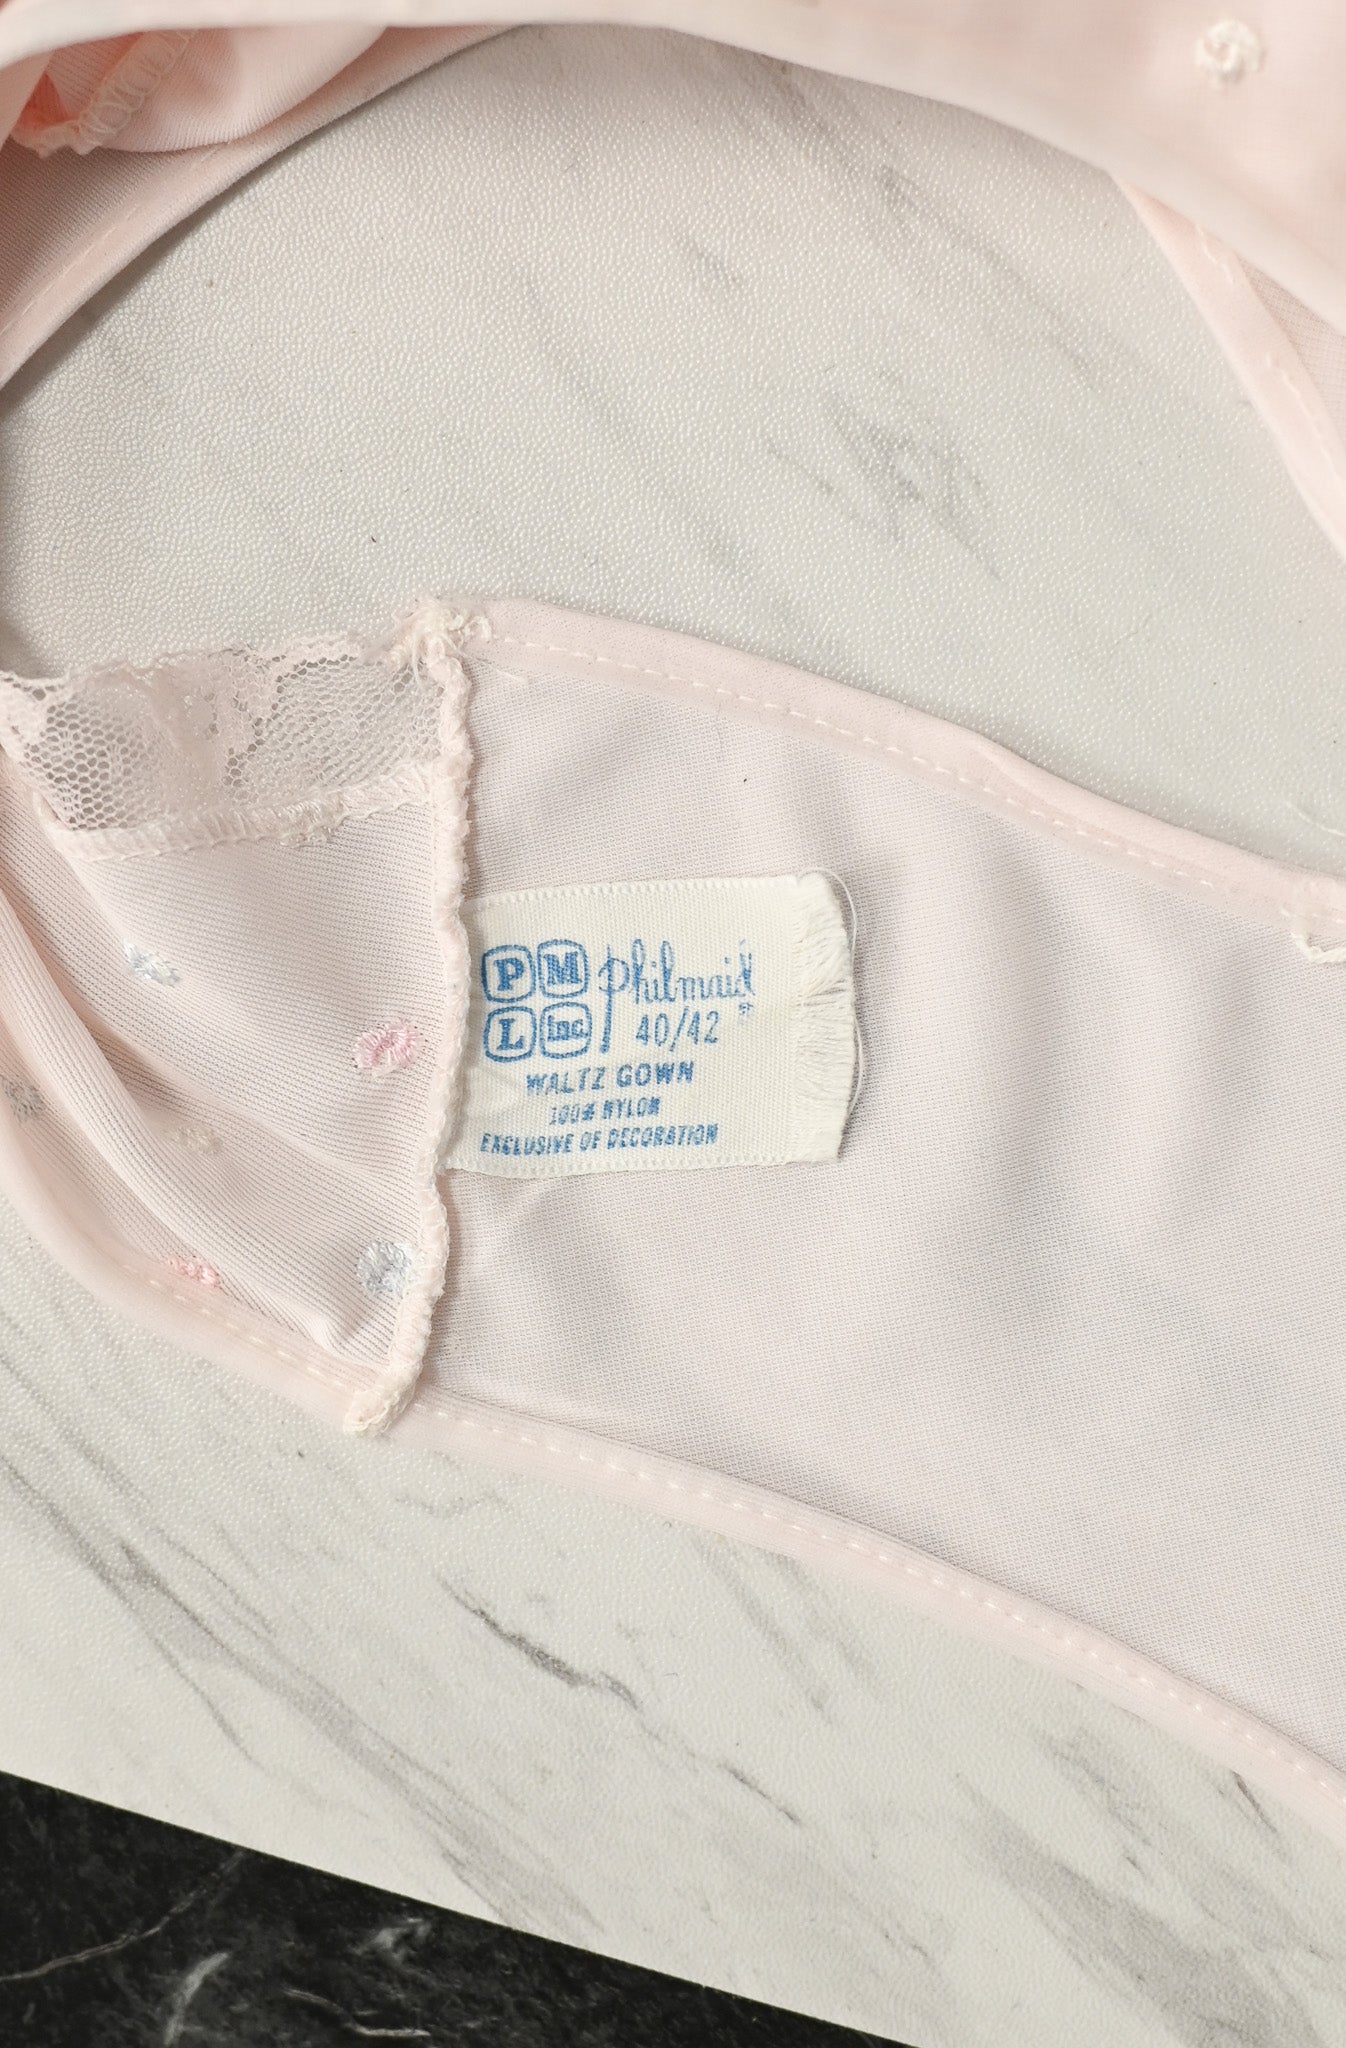 P M philmaid
L inc. 40/42
WALTZ GOWN
100% NYLON
EXCLUSIVE OF DECORATION